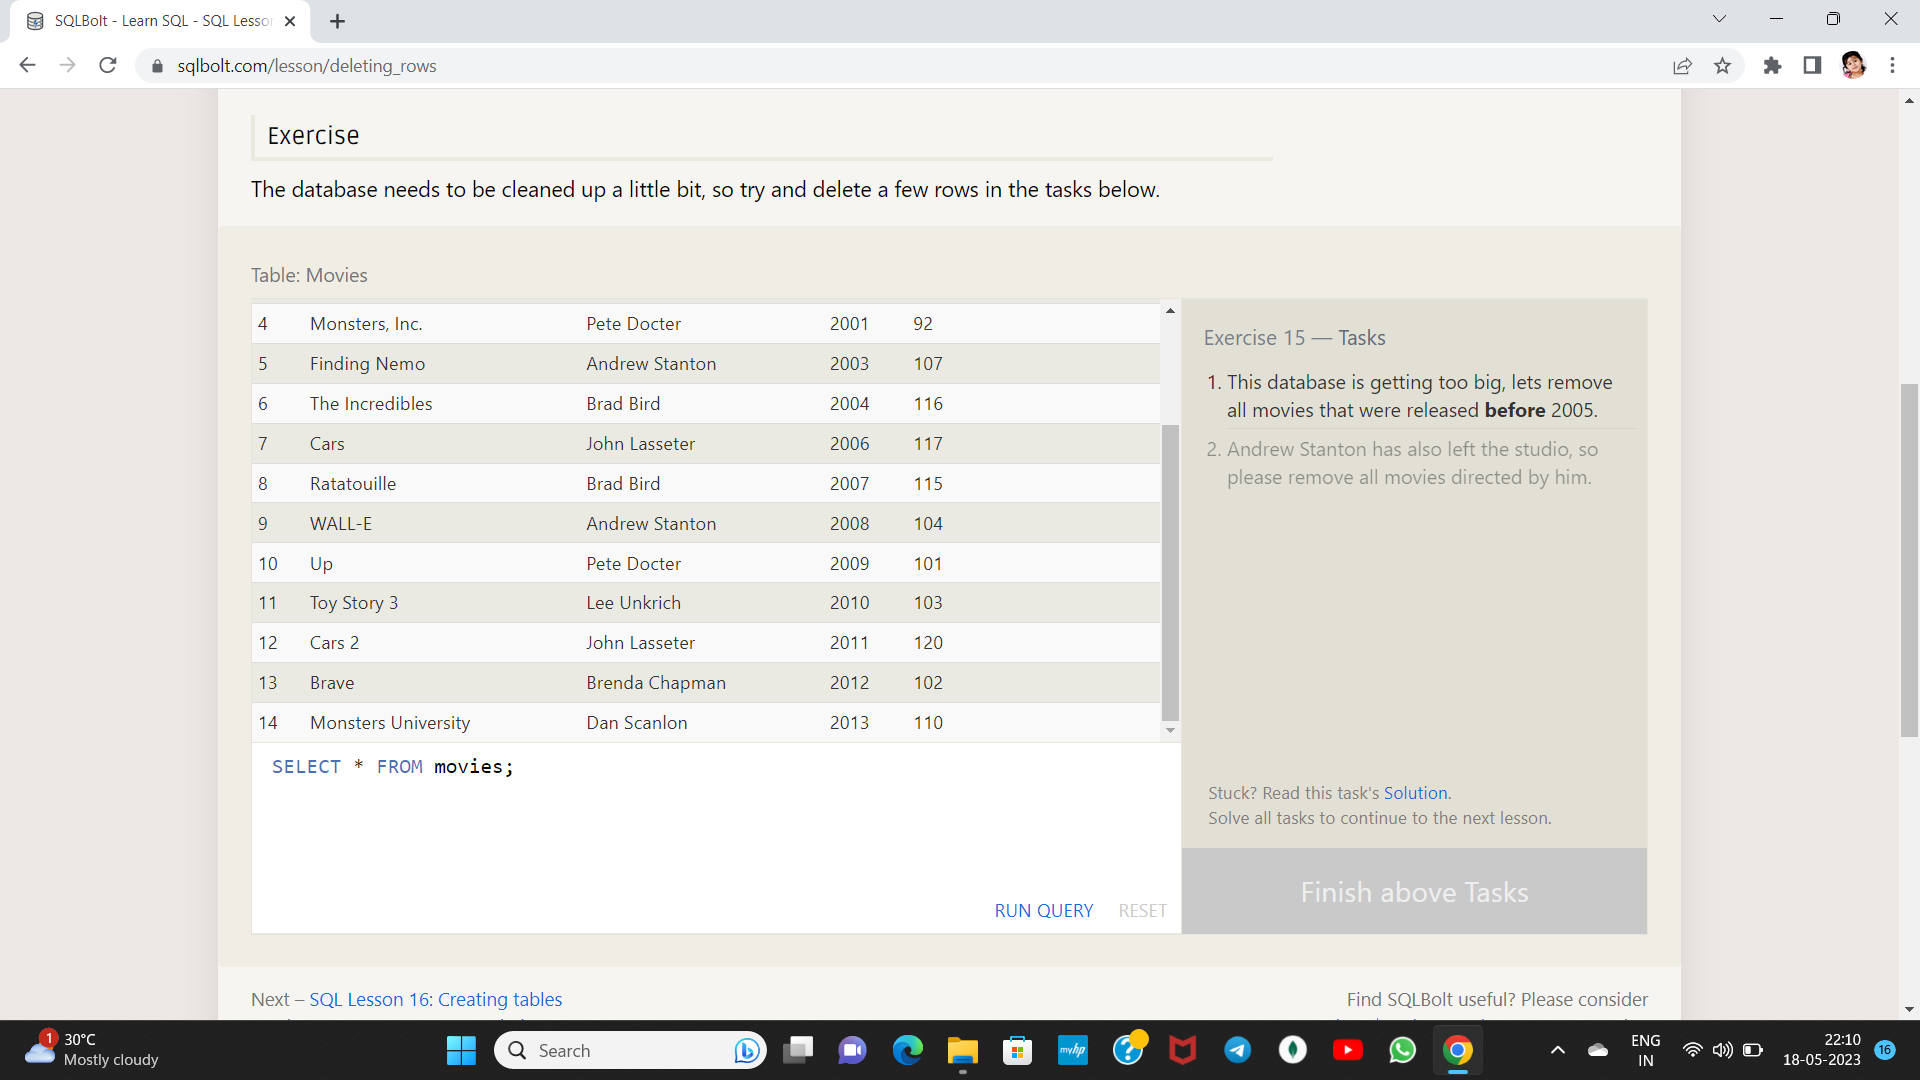 SQLBolt - Learn SQL - SQL Lesso
sqlbolt.com/lesson/deleting_rows
Exercise
The database needs to be cleaned up a little bit, so try and delete a few rows in the tasks below.
Table: Movies
4 Monsters, Inc. Pete Docter 2001 92
5 Finding Nemo Andrew Stanton 2003 107
6 The Incredibles Brad Bird 2004 116
7 Cars John Lasseter 2006 117
8 Ratatouille Brad Bird 2007 115
9 WALL-E Andrew Stanton 2008 104
10 Up Pete Docter 2009 101
11 Toy Story 3 Lee Unkrich 2010 103
12 Cars 2 John Lasseter 2011 120
13 Brave Brenda Chapman 2012 102
14 Monsters University Dan Scanlon 2013 110
SELECT * FROM movies;
RUN QUERY RESET
Exercise 15 — Tasks
1. This database is getting too big, lets remove
all movies that were released before 2005.
2. Andrew Stanton has also left the studio, so
please remove all movies directed by him.
Stuck? Read this task's Solution.
Solve all tasks to continue to the next lesson.
Finish above Tasks
Next – SQL Lesson 16: Creating tables
Find SQLBolt useful? Please consider
1
30°C
Mostly cloudy
Search
myhp
ENG
IN
22:10
18-05-2023
16